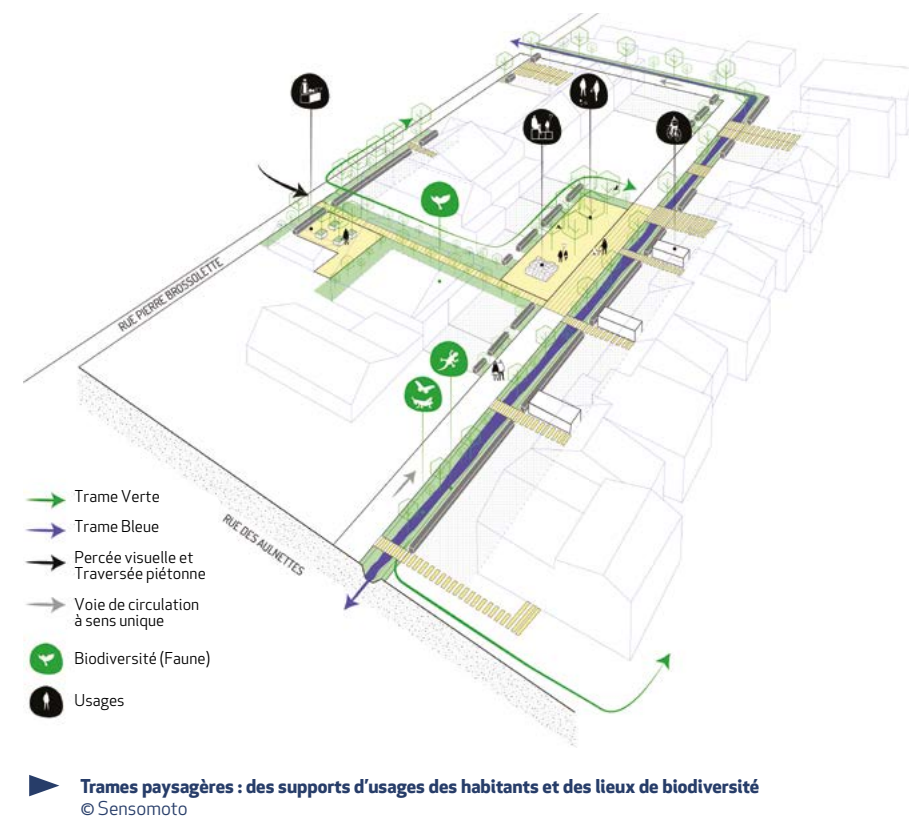 RUE PIERRE BROSSOLETTE
RUE DES AULNETTES
Trame Verte
Trame Bleue
Percée visuelle et
Traversée piétonne
Voie de circulation
à sens unique
Biodiversité (Faune)
Usages
Trames paysagères : des supports d'usages des habitants et des lieux de biodiversité
© Sensomoto